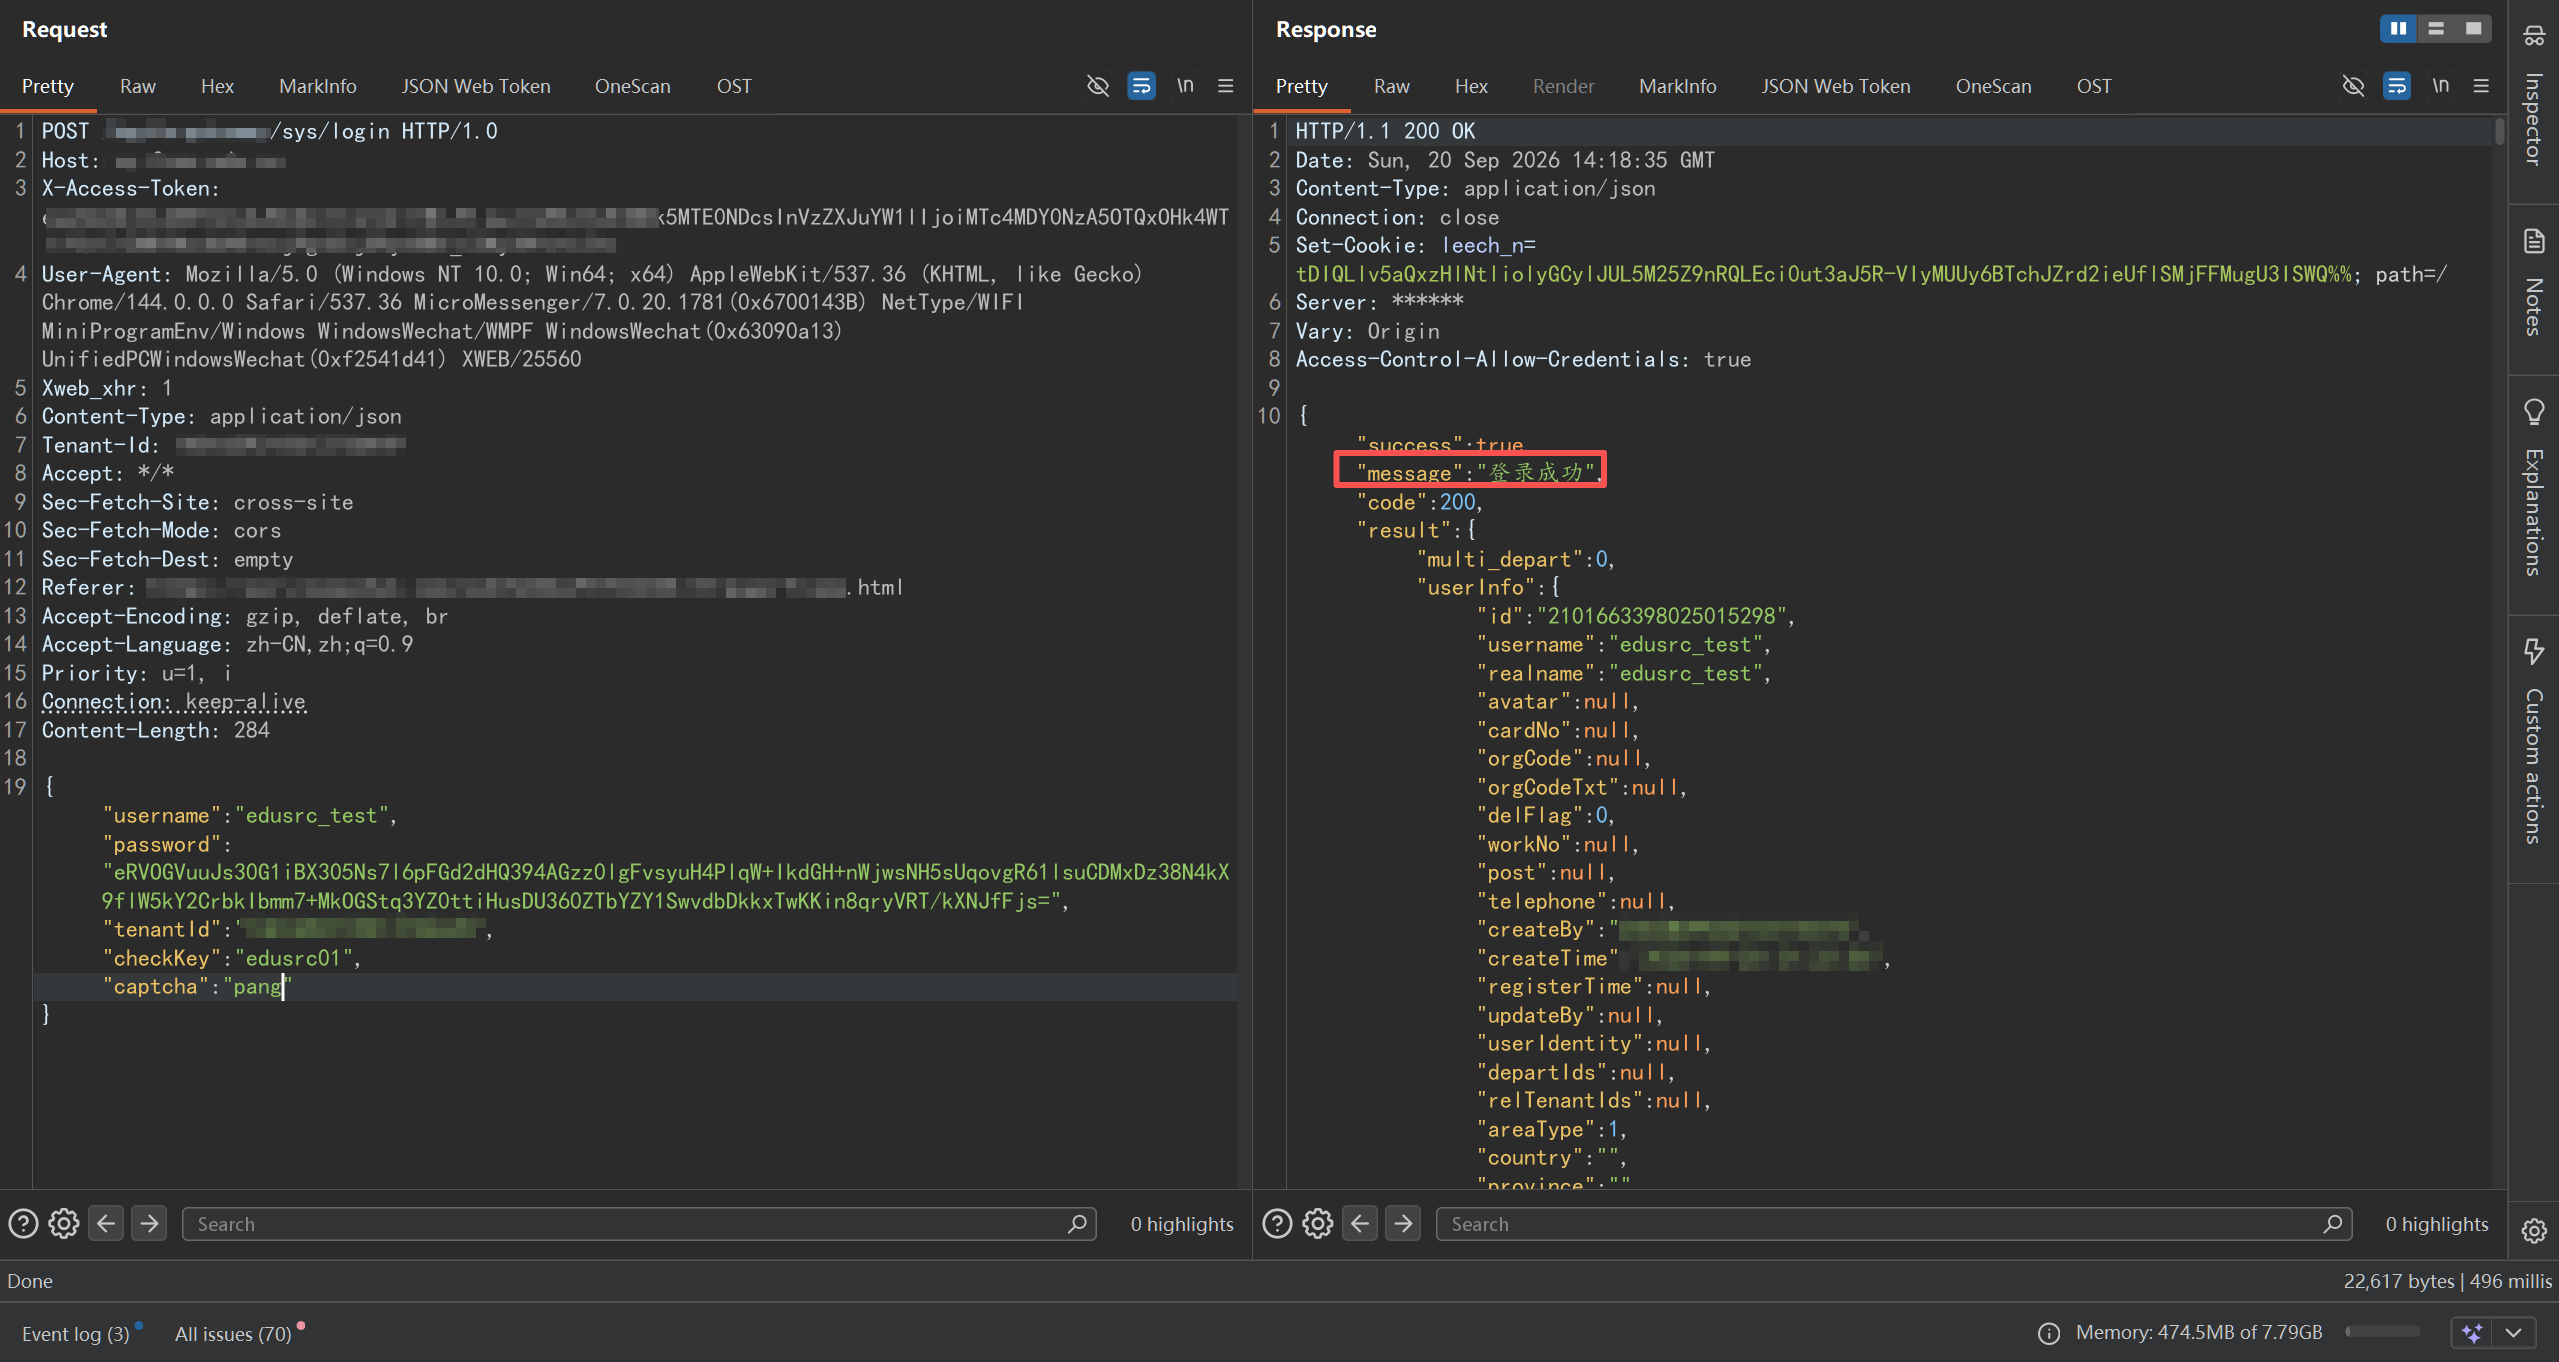 Request
Pretty Raw Hex MarkInfo JSON Web Token OneScan OST \n
1 POST /sys/login HTTP/1.0
2 Host:
3 X-Access-Token:
k5MTE0NDcsInVzZXJuYW1lIjoiMTc4MDY0NzA5OTQxOHk4WT
4 User-Agent: Mozilla/5.0 (Windows NT 10.0; Win64; x64) AppleWebKit/537.36 (KHTML, like Gecko)
Chrome/144.0.0.0 Safari/537.36 MicroMessenger/7.0.20.1781(0x6700143B) NetType/WIFI
MiniProgramEnv/Windows WindowsWechat/WMPF WindowsWechat(0x63090a13)
UnifiedPCWindowsWechat(0xf2541d41) XWEB/25560
5 Xweb_xhr: 1
6 Content-Type: application/json
7 Tenant-Id:
8 Accept: */*
9 Sec-Fetch-Site: cross-site
10 Sec-Fetch-Mode: cors
11 Sec-Fetch-Dest: empty
12 Referer: .html
13 Accept-Encoding: gzip, deflate, br
14 Accept-Language: zh-CN,zh;q=0.9
15 Priority: u=1, i
16 Connection: keep-alive
17 Content-Length: 284
18
19 {
"username":"edusrc_test",
"password":
"eRVOGVuuJs30G1iBX305Ns7l6pFGd2dHQ394AGzz0lgFvsyuH4PlqW+lkdGH+nWjwsNH5sUqovgR61lsuCDMxDz38N4kX
9flW5kY2Crbklbmm7+MkOGStq3YZ0ttiHusDU360ZTbYZY1SwvdbDkkxTwKKin8qryVRT/kXNJfFjs=",
"tenantId":",
"checkKey":"edusrc01",
"captcha":"pang"
}
Search 0 highlights
Response
Pretty Raw Hex Render MarkInfo JSON Web Token OneScan OST \n
1 HTTP/1.1 200 OK
2 Date: Sun, 20 Sep 2026 14:18:35 GMT
3 Content-Type: application/json
4 Connection: close
5 Set-Cookie: leech_n=
tDlQLlv5aQxzHlNtliolyGCylJUL5M25Z9nRQLEci0ut3aJ5R-VlyMUUy6BTchJZrd2ieUflSMjFFMugU3lSWQ%%; path=/
6 Server: ******
7 Vary: Origin
8 Access-Control-Allow-Credentials: true
9
10 {
"success":true,
"message":"登录成功",
"code":200,
"result":{
"multi_depart":0,
"userInfo":{
"id":"2101663398025015298",
"username":"edusrc_test",
"realname":"edusrc_test",
"avatar":null,
"cardNo":null,
"orgCode":null,
"orgCodeTxt":null,
"delFlag":0,
"workNo":null,
"post":null,
"telephone":null,
"createBy":"
"createTime" ,
"registerTime":null,
"updateBy":null,
"userIdentity":null,
"departIds":null,
"relTenantIds":null,
"areaType":1,
"country":"",
"province":""
Search 0 highlights
Inspector
Notes
Explanations
Custom actions
Done 22,617 bytes | 496 millis
Event log (3) All issues (70) Memory: 474.5MB of 7.79GB